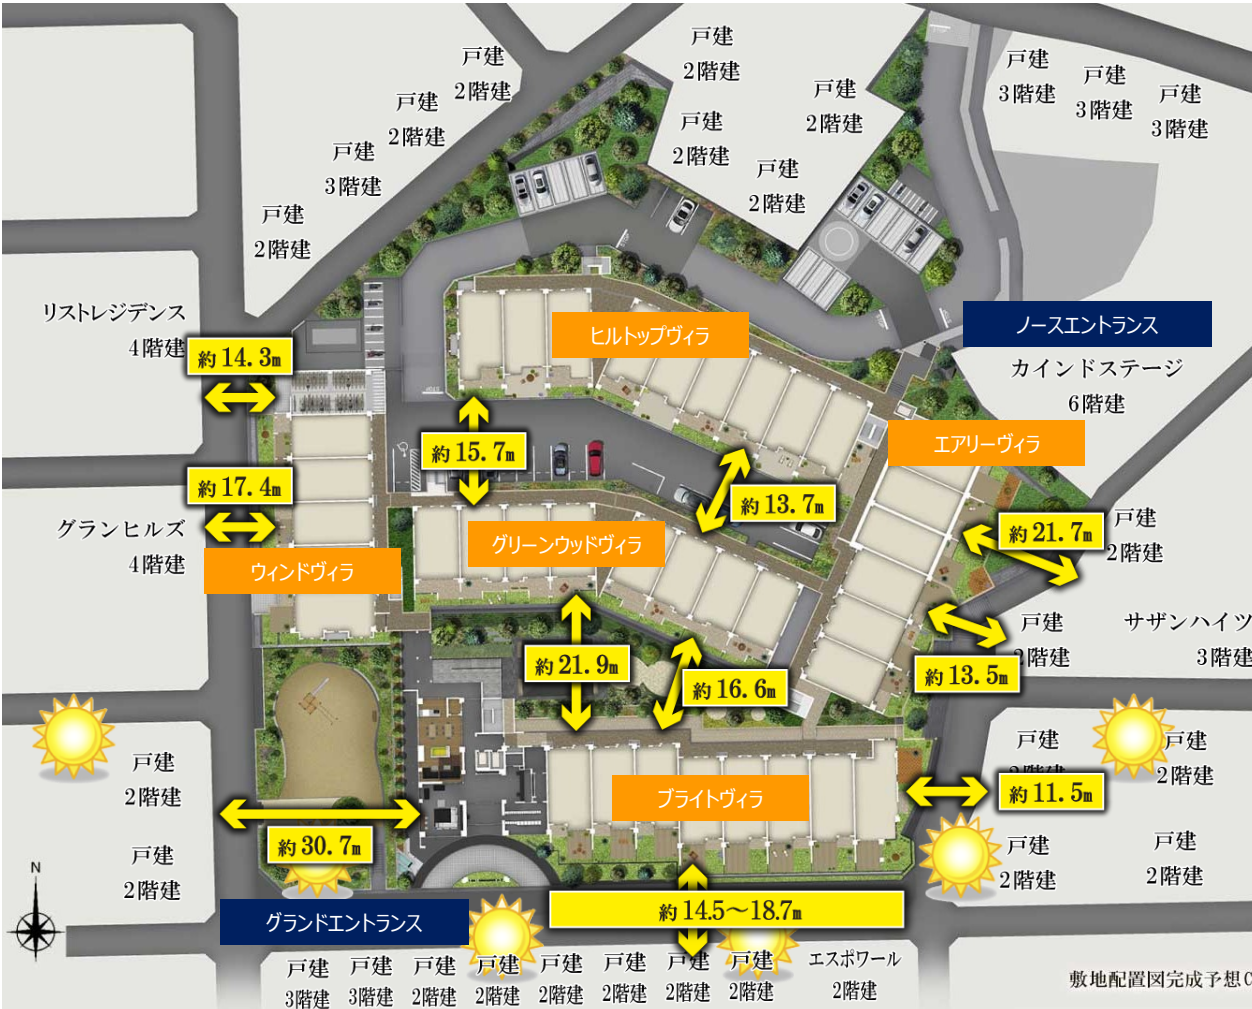 戸建
2階建
戸建
2階建
戸建
3階建
戸建
2階建
戸建
2階建
戸建
2階建
戸建
2階建
戸建
2階建
戸建
3階建
戸建
3階建
戸建
3階建
リストレジデンス
4階建
約14.3m
ヒルトップヴィラ
ノースエントランス
カインドステージ
6階建
エアリーヴィラ
約15.7m
約17.4m
グランヒルズ
4階建
ウィンドヴィラ
グリーンウッドヴィラ
約13.7m
約21.7m
戸建
2階建
戸建
2階建
サザンハイツ
3階建
約21.9m
約16.6m
約13.5m
戸建
2階建
戸建
2階建
戸建
2階建
約11.5m
ブライトヴィラ
約30.7m
戸建
2階建
戸建
2階建
戸建
2階建
N
グランドエントランス
約14.5～18.7m
戸建
3階建
戸建
3階建
戸建
2階建
戸建
2階建
戸建
2階建
戸建
2階建
戸建
2階建
戸建
2階建
エスポワール
2階建
敷地配置図完成予想C